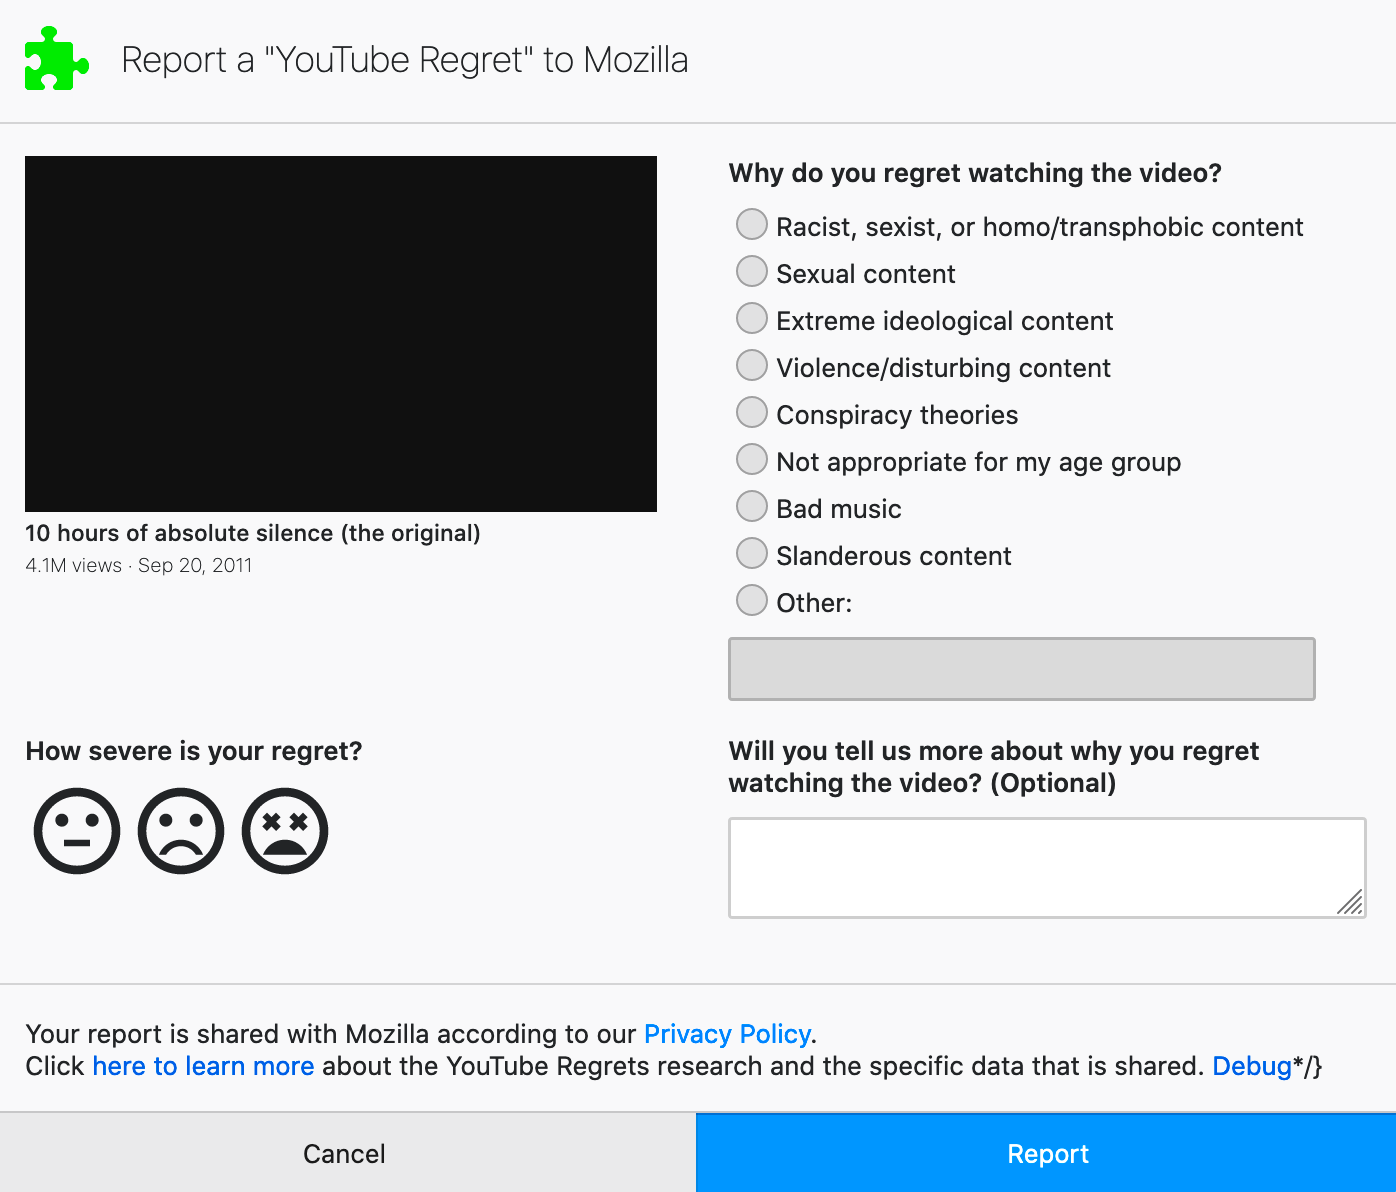 Report a "YouTube Regret" to Mozilla
10 hours of absolute silence (the original)
4.1M views · Sep 20, 2011
Why do you regret watching the video?
Racist, sexist, or homo/transphobic content
Sexual content
Extreme ideological content
Violence/disturbing content
Conspiracy theories
Not appropriate for my age group
Bad music
Slanderous content
Other:
How severe is your regret?
Will you tell us more about why you regret
watching the video? (Optional)
Your report is shared with Mozilla according to our Privacy Policy.
Click here to learn more about the YouTube Regrets research and the specific data that is shared. Debug*/}
Cancel
Report